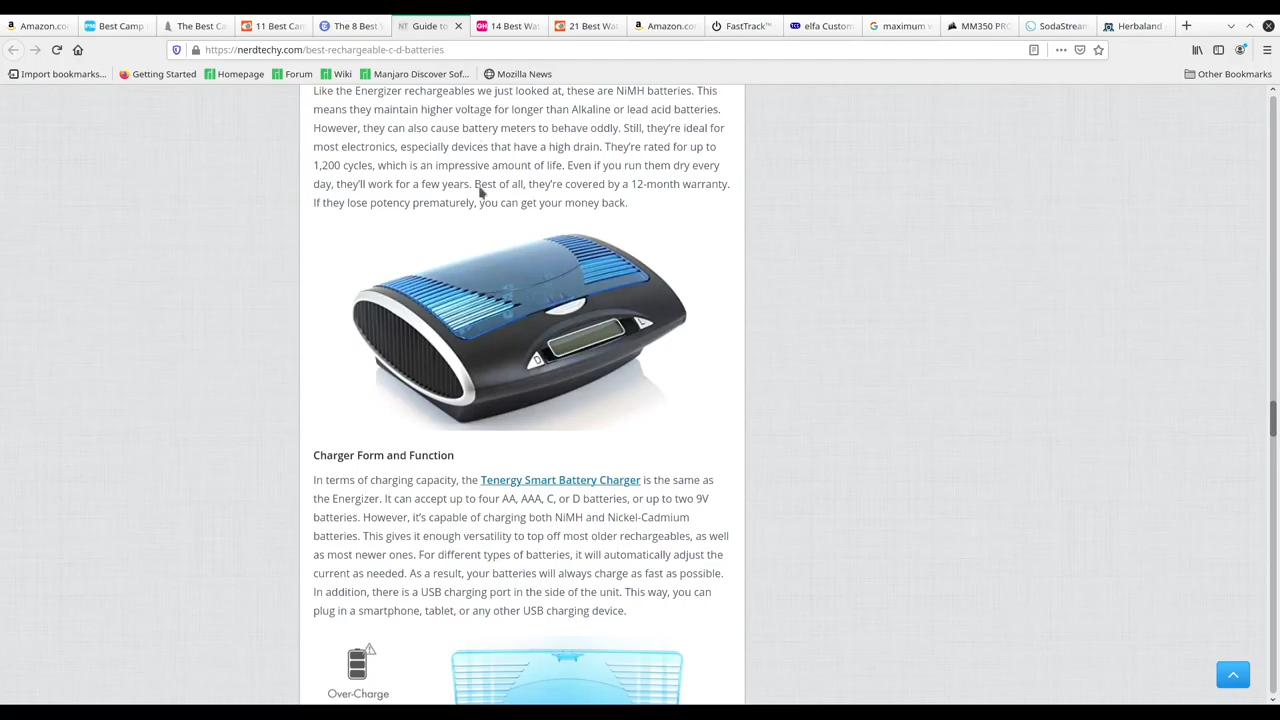 Amazon.co
Best Camp
The Best Ca
11 Best Can
The 8 Best
Guide to
14 Best Wat
21 Best Wat
Amazon.co
FastTrack™
elfa Custom
maximum w
MM350 PRO
SodaStream
Herbaland
https://nerdtechy.com/best-rechargeable-c-d-batteries
Import bookmarks...
Getting Started
Homepage
Forum
Wiki
Manjaro Discover Sof...
Mozilla News
Other Bookmarks
Like the Energizer rechargeables we just looked at, these are NiMH batteries. This
means they maintain higher voltage for longer than Alkaline or lead acid batteries.
However, they can also cause battery meters to behave oddly. Still, they're ideal for
most electronics, especially devices that have a high drain. They're rated for up to
1,200 cycles, which is an impressive amount of life. Even if you run them dry every
day, they'll work for a few years. Best of all, they're covered by a 12-month warranty.
If they lose potency prematurely, you can get your money back.
Charger Form and Function
In terms of charging capacity, the Tenergy Smart Battery Charger is the same as
the Energizer. It can accept up to four AA, AAA, C, or D batteries, or up to two 9V
batteries. However, it's capable of charging both NiMH and Nickel-Cadmium
batteries. This gives it enough versatility to top off most older rechargeables, as well
as most newer ones. For different types of batteries, it will automatically adjust the
current as needed. As a result, your batteries will always charge as fast as possible.
In addition, there is a USB charging port in the side of the unit. This way, you can
plug in a smartphone, tablet, or any other USB charging device.
Over-Charge